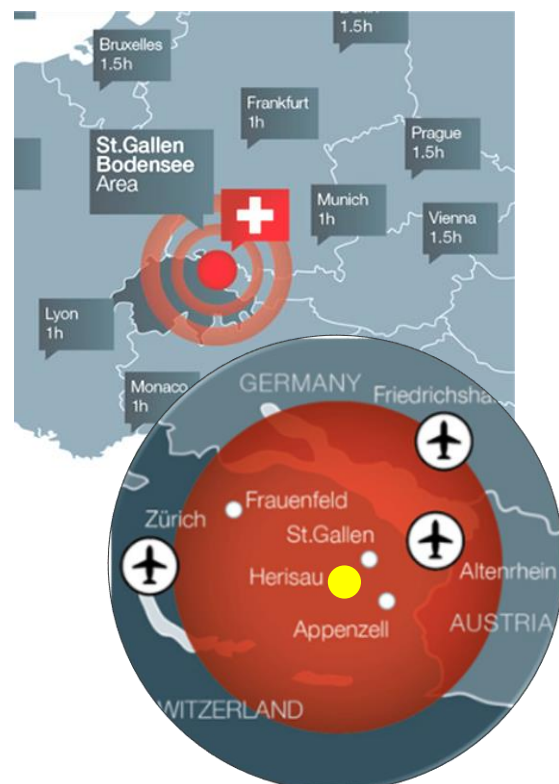 Bruxelles
1.5h
1.5h
Frankfurt
1h
St.Gallen
Bodensee
Area
Prague
1.5h
Munich
1h
Vienna
1.5h
Lyon
1h
Monaco
1h
GERMANY
Friedrichsha
Frauenfeld
Zürich
St.Gallen
Herisau
Altenrhein
Appenzell
AUSTRIA
WITZERLAND